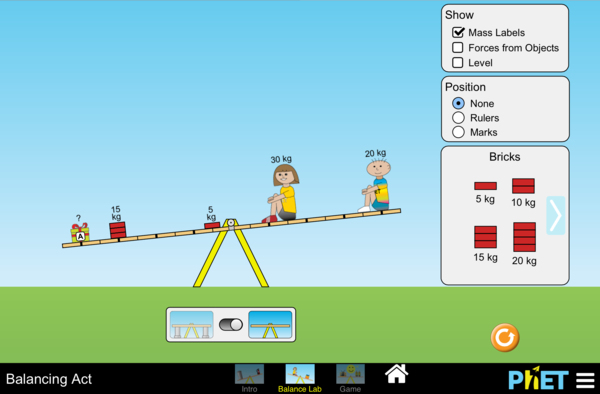 Show
Mass Labels
Forces from Objects
Level
Position
None
Rulers
Marks
Bricks
5 kg
10 kg
15 kg
20 kg
?
A
15
kg
5
kg
30 kg
20 kg
Balancing Act
Intro
Balance Lab
Game
PhET